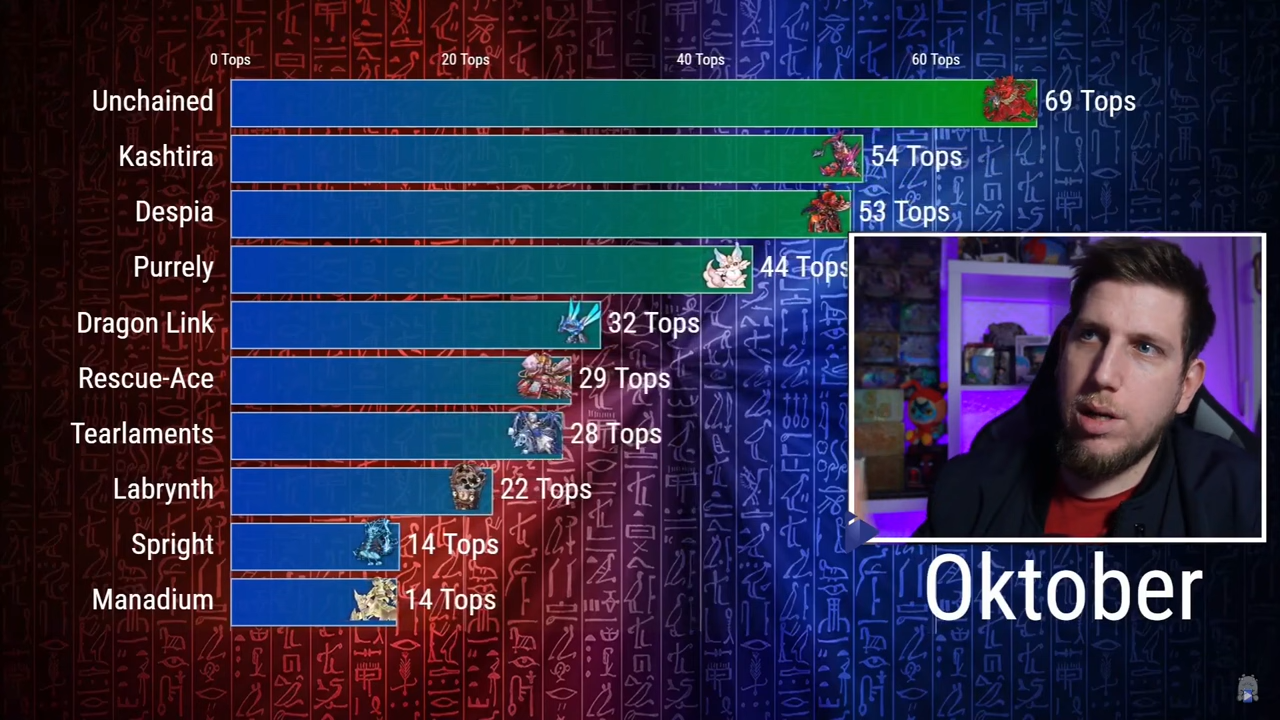 0 Tops 20 Tops 40 Tops 60 Tops
Unchained 69 Tops
Kashtira 54 Tops
Despia 53 Tops
Purrely 44 Tops
Dragon Link 32 Tops
Rescue-Ace 29 Tops
Tearlaments 28 Tops
Labrynth 22 Tops
Spright 14 Tops
Manadium 14 Tops
Oktober